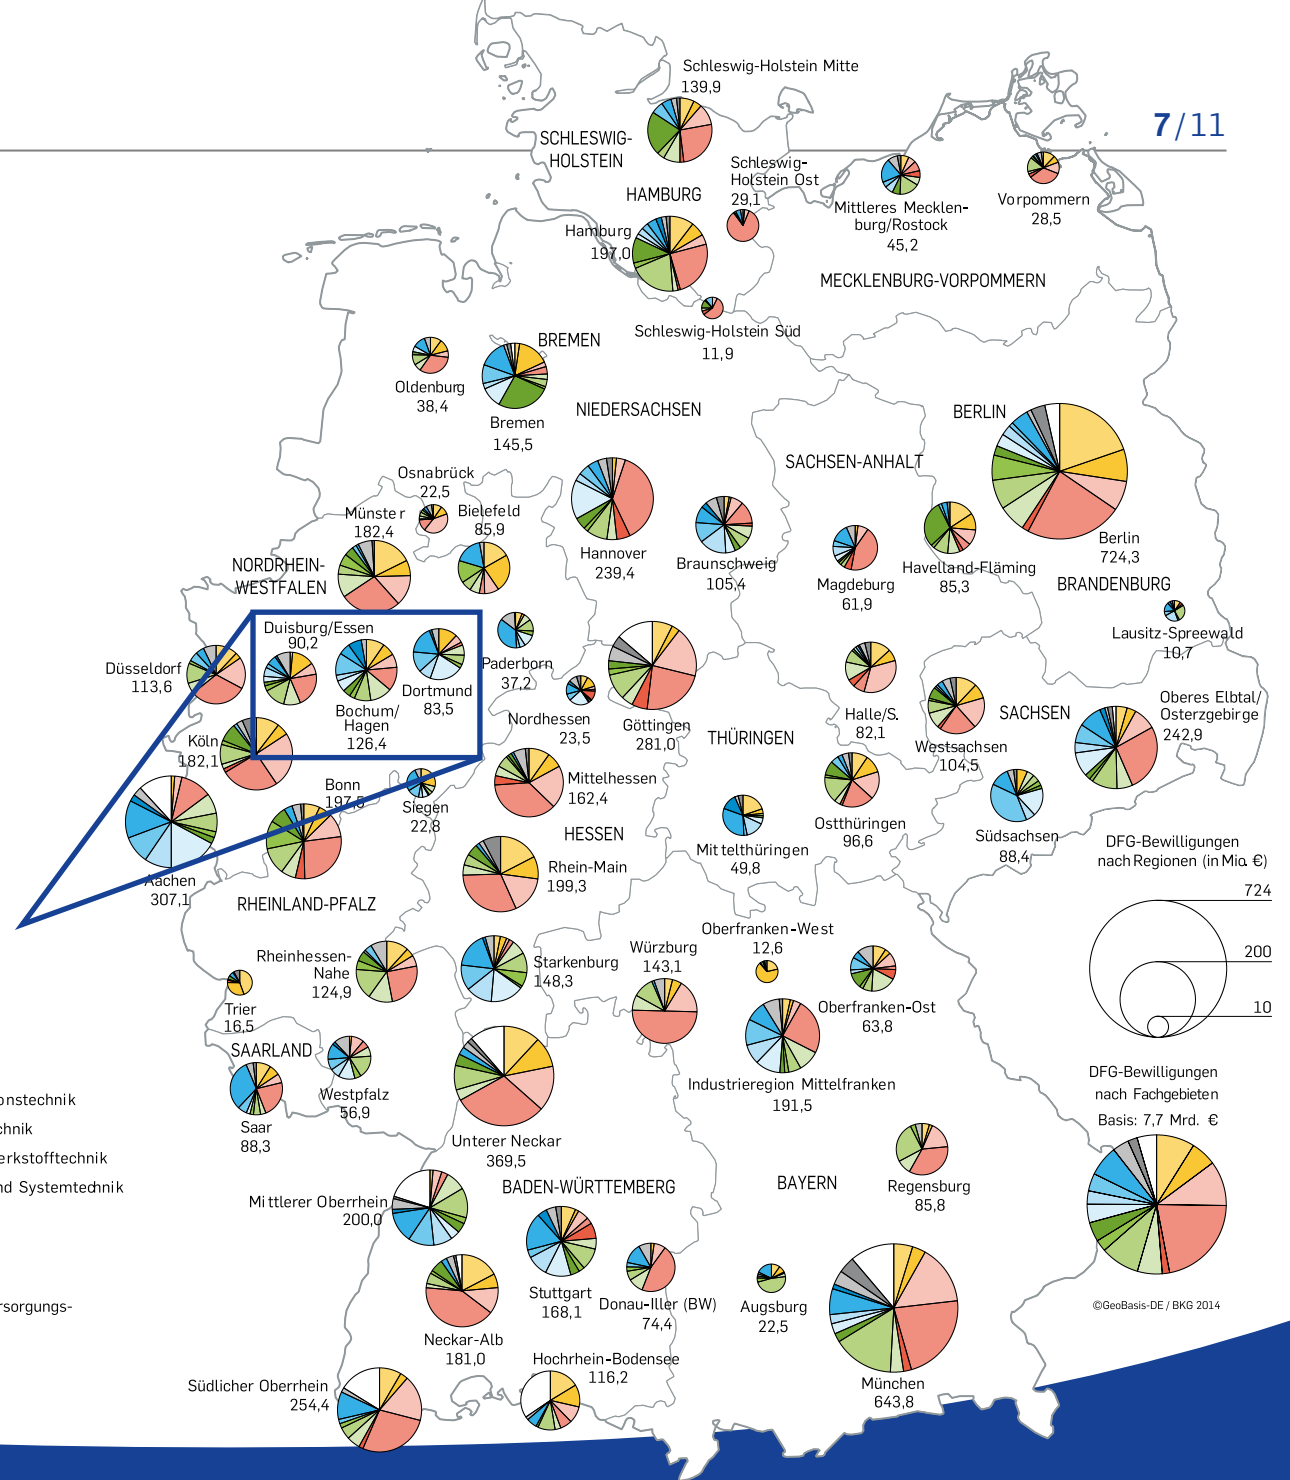 Schleswig-Holstein Mitte
139,9
7/11
SCHLESWIG-
HOLSTEIN
Schleswig-
Holstein Ost
29,1
HAMBURG
Hamburg
197,0
Mittleres Mecklen-
burg/Rostock
45,2
Vorpommern
28,5
MECKLENBURG-VORPOMMERN
Schleswig-Holstein Süd
11,9
BREMEN
Oldenburg
38,4
Bremen
145,5
NIEDERSACHSEN
BERLIN
SACHSEN-ANHALT
Osnabrück
22,5
Münster
182,4
Bielefeld
85,9
Hannover
239,4
Braunschweig
105,4
Magdeburg
61,9
Havelland-Fläming
85,3
Berlin
724,3
BRANDENBURG
NORDRHEIN-
WESTFALEN
Lausitz-Spreewald
10,7
Duisburg/Essen
90,2
Düsseldorf
113,6
Bochum/
Hagen
126,4
Dortmund
83,5
Paderborn
37,2
Nordhessen
23,5
Göttingen
281,0
THÜRINGEN
Halle/S.
82,1
Westsachsen
104,5
SACHSEN
Oberes Elbtal/
Osterzgebirge
242,9
Köln
182,1
Bonn
197,5
Siegen
22,8
Mittelhessen
162,4
HESSEN
Aachen
307,1
Rhein-Main
199,3
Mittelthüringen
49,8
Ostthüringen
96,6
Südsachsen
88,4
DFG-Bewilligungen
nach Regionen (in Mio. €)
724
200
10
RHEINLAND-PFALZ
Rheinhessen-
Nahe
124,9
Starkenburg
148,3
Würzburg
143,1
Oberfranken-West
12,6
Oberfranken-Ost
63,8
Trier
16,5
SAARLAND
Westpfalz
56,9
Saar
88,3
Unterer Neckar
369,5
Industrieregion Mittelfranken
191,5
DFG-Bewilligungen
nach Fachgebieten
Basis: 7,7 Mrd. €
onstechnik
chnik
erkstofftechnik
nd Systemtechnik
Mittlerer Oberrhein
200,0
BADEN-WÜRTTEMBERG
BAYERN
Regensburg
85,8
Stuttgart
168,1
Donau-Iller (BW)
74,4
Augsburg
22,5
rsorgungs-
©GeoBasis-DE / BKG 2014
Neckar-Alb
181,0
Hochrhein-Bodensee
116,2
München
643,8
Südlicher Oberrhein
254,4